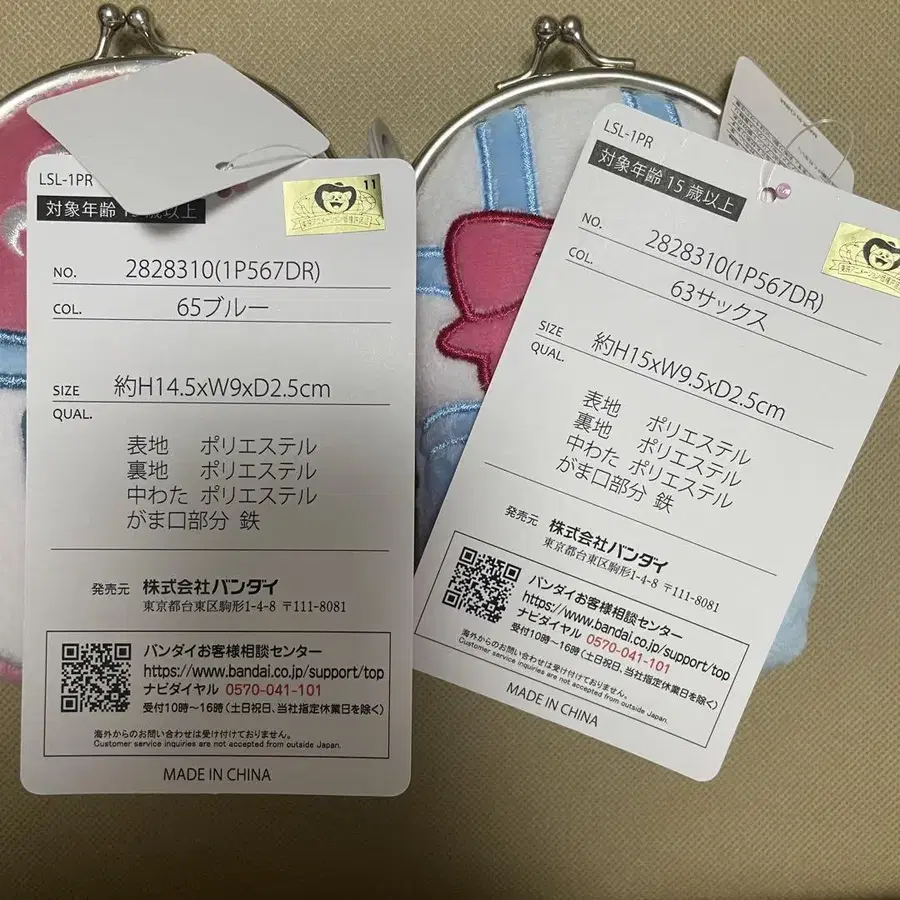 LSL-1PR
対象年齢 15歳以上
11
NO. 2828310(1P567DR)
COL. 65ブルー
SIZE 約H14.5xW9xD2.5cm
QUAL.
表地 ポリエステル
裏地 ポリエステル
中わた ポリエステル
がま口部分 鉄
発売元 株式会社バンダイ
東京都台東区駒形1-4-8 〒111-8081
バンダイお客様相談センター
https://www.bandai.co.jp/support/top
ナビダイヤル 0570-041-101
受付10時〜16時(土日祝日、当社指定休業日を除く)
海外からのお問い合わせは受け付けておりません。
Customer service inquiries are not accepted from outside Japan.
MADE IN CHINA
LSL-1PR
対象年齢 15歳以上
NO. 2828310(1P567DR)
COL. 63サックス
SIZE 約H15xW9.5xD2.5cm
QUAL.
表地 ポリエステル
裏地 ポリエステル
中わた ポリエステル
がま口部分 鉄
発売元 株式会社バンダイ
東京都台東区駒形1-4-8 〒111-8081
バンダイお客様相談センター
https://www.bandai.co.jp/support/top
ナビダイヤル 0570-041-101
受付10時〜16時(土日祝日、当社指定休業日を除く)
海外からのお問い合わせは受け付けておりません。
Customer service inquiries are not accepted from outside Japan.
MADE IN CHINA